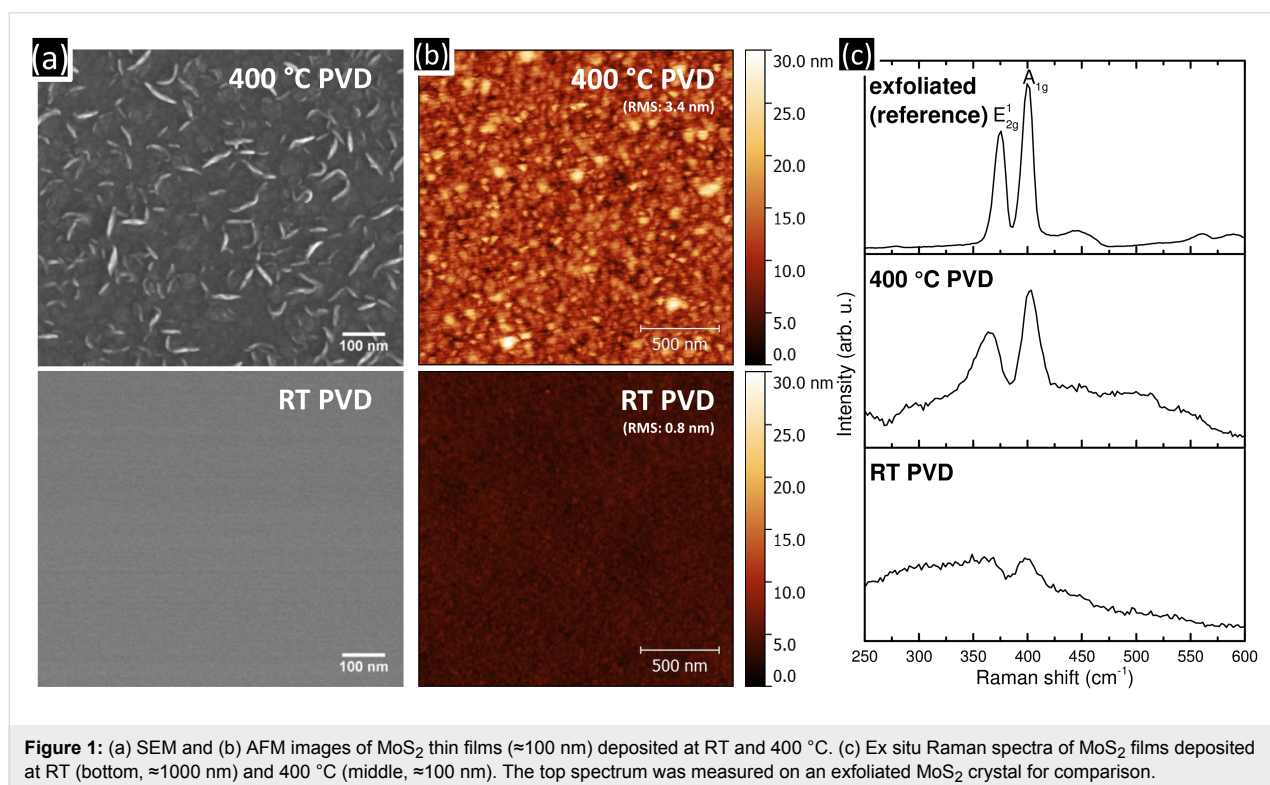 (a)
400 °C PVD
100 nm
RT PVD
100 nm
(b)
400 °C PVD
(RMS: 3.4 nm)
500 nm
30.0 nm
25.0
20.0
15.0
10.0
5.0
0.0
RT PVD
(RMS: 0.8 nm)
500 nm
30.0 nm
25.0
20.0
15.0
10.0
5.0
0.0
(c)
exfoliated
(reference)
E¹₂g
A₁g
400 °C PVD
RT PVD
Intensity (arb. u.)
250 300 350 400 450 500 550 600
Raman shift (cm⁻¹)
Figure 1: (a) SEM and (b) AFM images of MoS₂ thin films (≈100 nm) deposited at RT and 400 °C. (c) Ex situ Raman spectra of MoS₂ films deposited
at RT (bottom, ≈1000 nm) and 400 °C (middle, ≈100 nm). The top spectrum was measured on an exfoliated MoS₂ crystal for comparison.